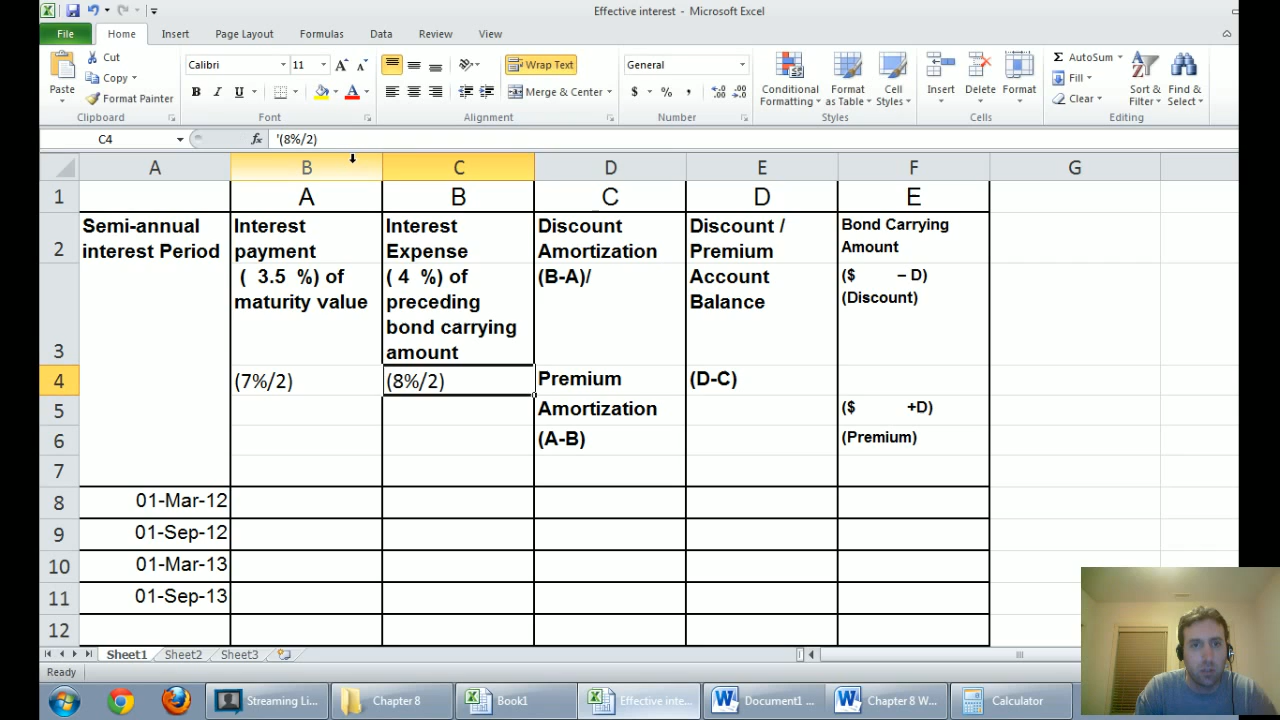 Effective interest - Microsoft Excel
File Home Insert Page Layout Formulas Data Review View
Cut
Copy
Format Painter
Paste
Clipboard
Calibri 11
B I U
Font
Wrap Text
Merge & Center
Alignment
General
$ % ,
Number
Conditional Formatting
Format as Table
Cell Styles
Styles
Insert Delete Format
Cells
AutoSum
Fill
Clear
Sort & Filter
Find & Select
Editing
C4 fx '(8%/2)
A B C D E F G
1 A B C D E
2 Semi-annual interest Period
Interest payment
Interest Expense
Discount Amortization
Discount / Premium
Bond Carrying Amount
3 ( 3.5 %) of maturity value
( 4 %) of preceding bond carrying amount
(B-A)/
Account Balance
($ – D) (Discount)
4 (7%/2) (8%/2) Premium (D-C)
5 Amortization ($ +D)
6 (A-B) (Premium)
7
8 01-Mar-12
9 01-Sep-12
10 01-Mar-13
11 01-Sep-13
12
Sheet1 Sheet2 Sheet3
Ready
Streaming Li... Chapter 8 Book1 Effective inte... Document1 ... Chapter 8 W... Calculator